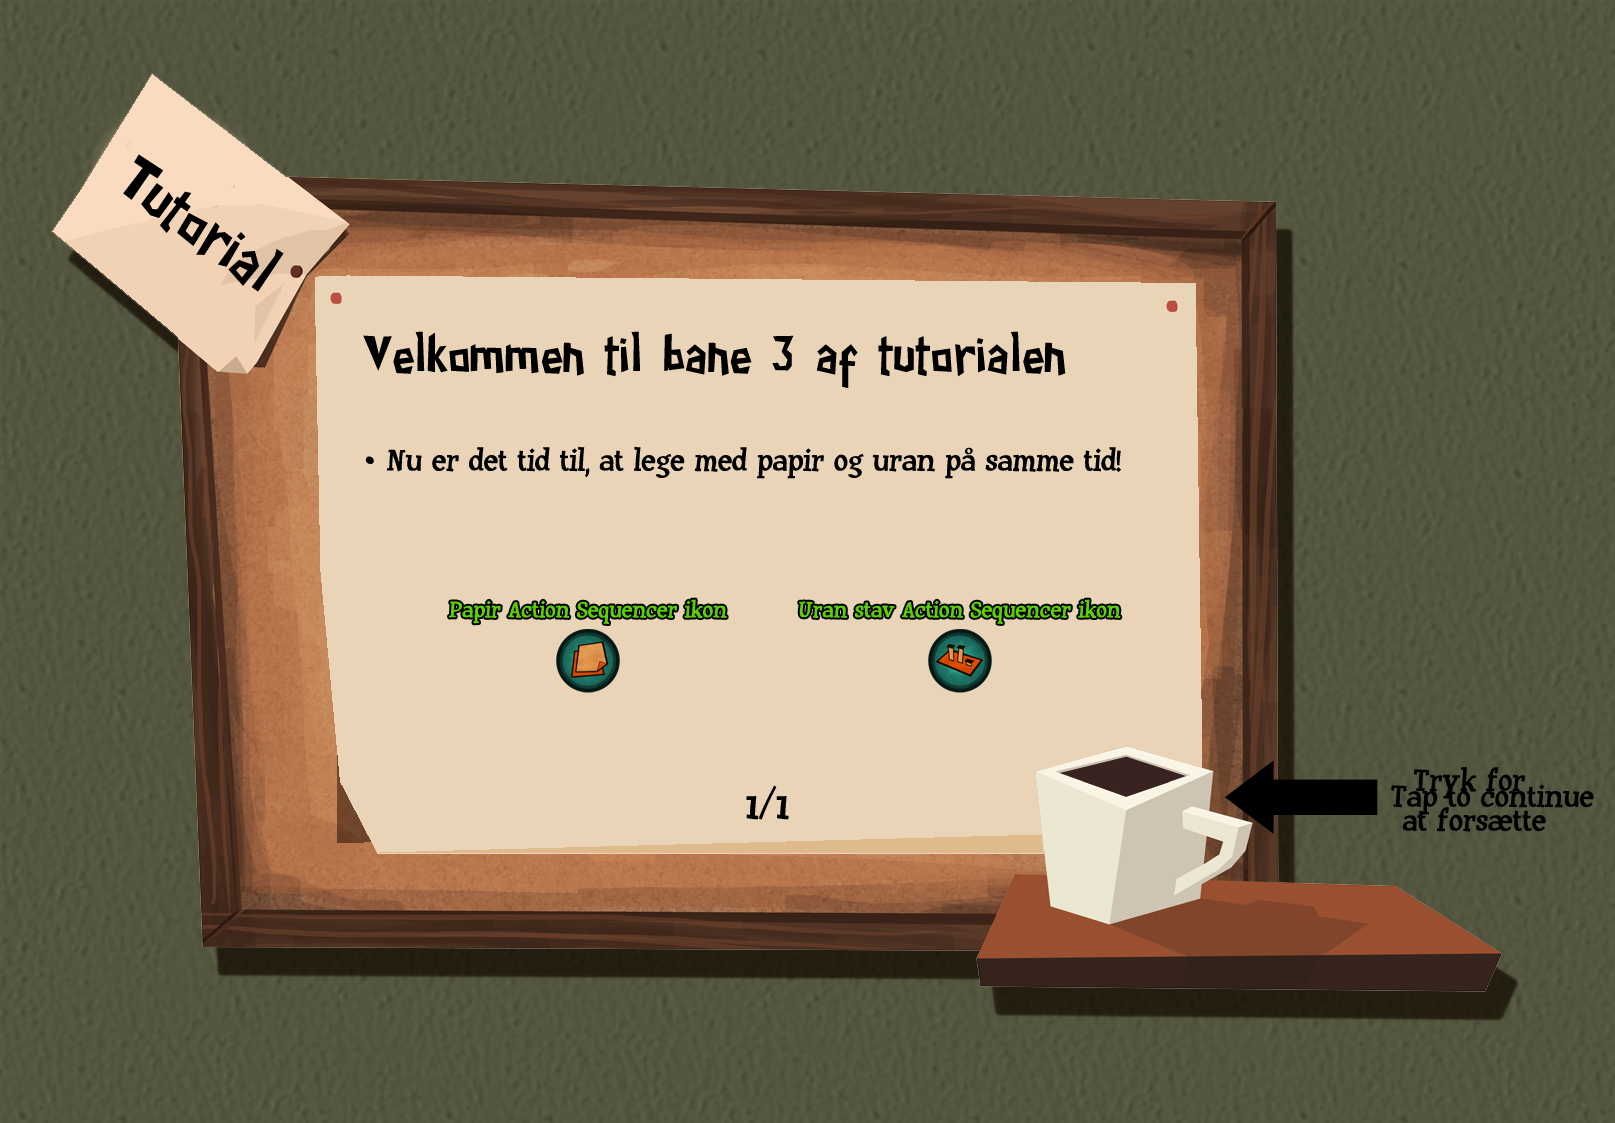 Tutorial
Velkommen til bane 3 af tutorialen
• Nu er det tid til, at lege med papir og uran på samme tid!
Papir Action Sequencer ikon
Uran stav Action Sequencer ikon
1/1
Tryk for
Tap to continue
at forsætte